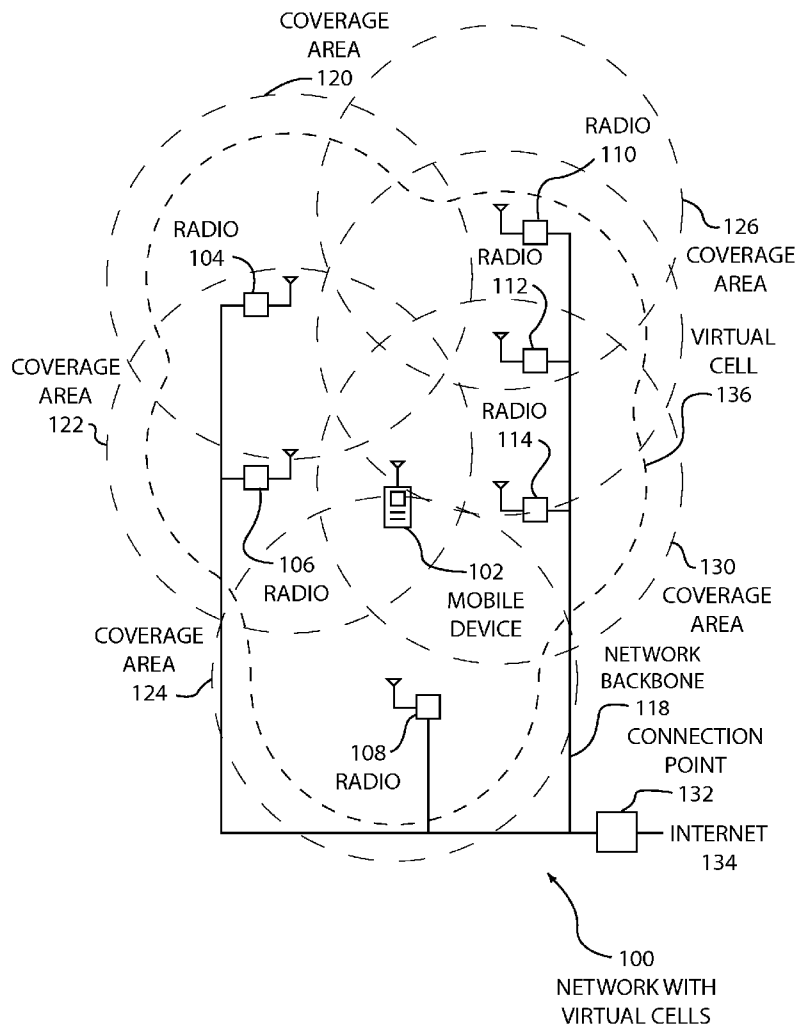 COVERAGE
AREA
120
RADIO
110
126
COVERAGE
AREA
RADIO
104
RADIO
112
VIRTUAL
CELL
136
COVERAGE
AREA
122
RADIO
114
106
RADIO
102
MOBILE
DEVICE
130
COVERAGE
AREA
COVERAGE
AREA
124
NETWORK
BACKBONE
118
CONNECTION
POINT
132
108
RADIO
INTERNET
134
100
NETWORK WITH
VIRTUAL CELLS